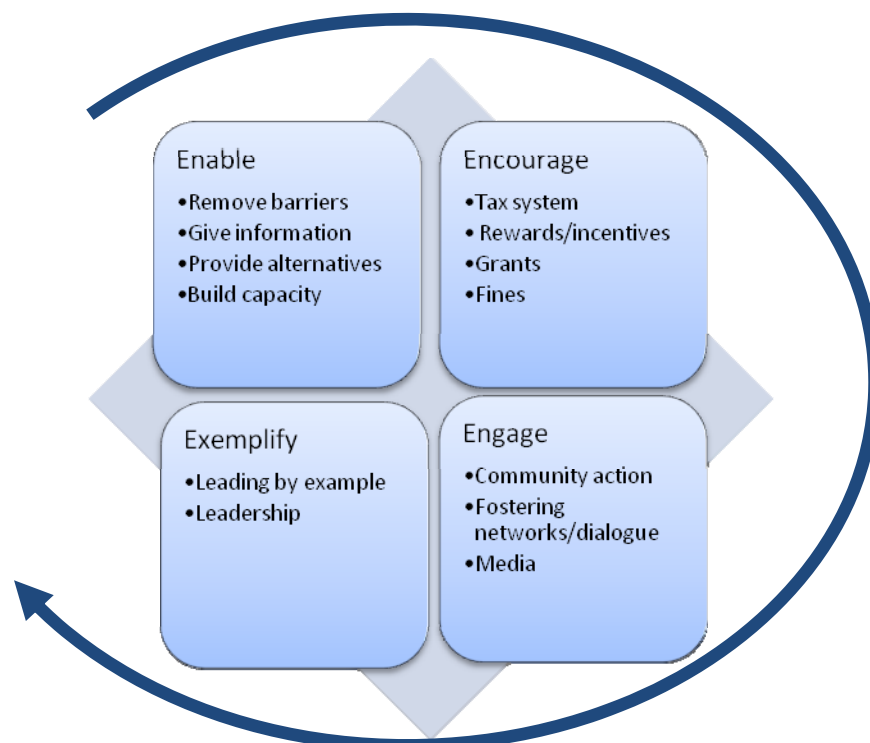 Enable
•Remove barriers
•Give information
•Provide alternatives
•Build capacity
Encourage
•Tax system
• Rewards/incentives
•Grants
•Fines
Exemplify
•Leading by example
•Leadership
Engage
•Community action
•Fostering
networks/dialogue
•Media